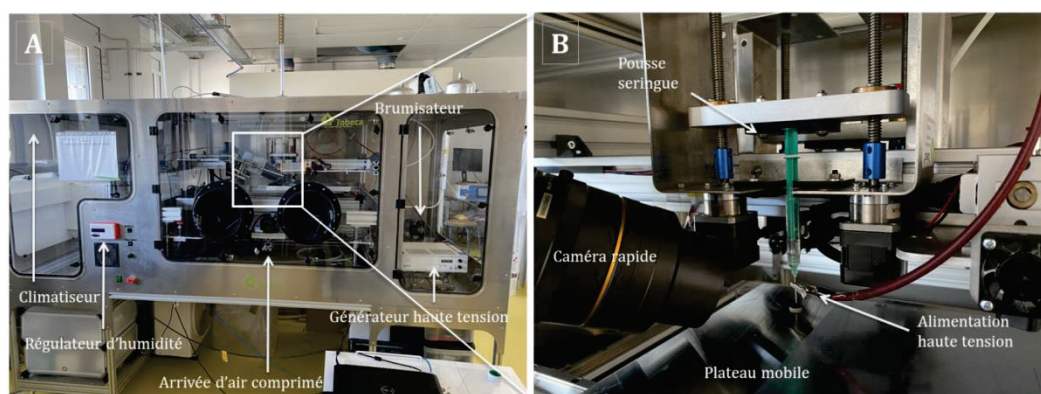 A
Tobeca
Brumisateur
Climatiseur
Générateur haute tension
Régulateur d’humidité
Arrivée d’air comprimé
B
Pousse
seringue
Caméra rapide
Alimentation
haute tension
Plateau mobile